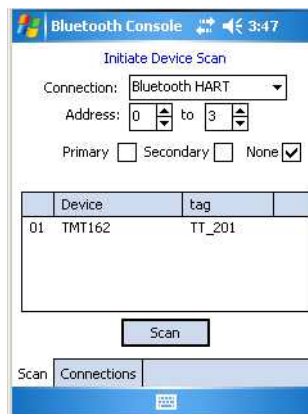 Bluetooth Console 3:47
Initiate Device Scan
Connection: Bluetooth HART
Address: 0 to 3
Primary Secondary None
Device tag
01 TMT162 TT_201
Scan
Scan Connections